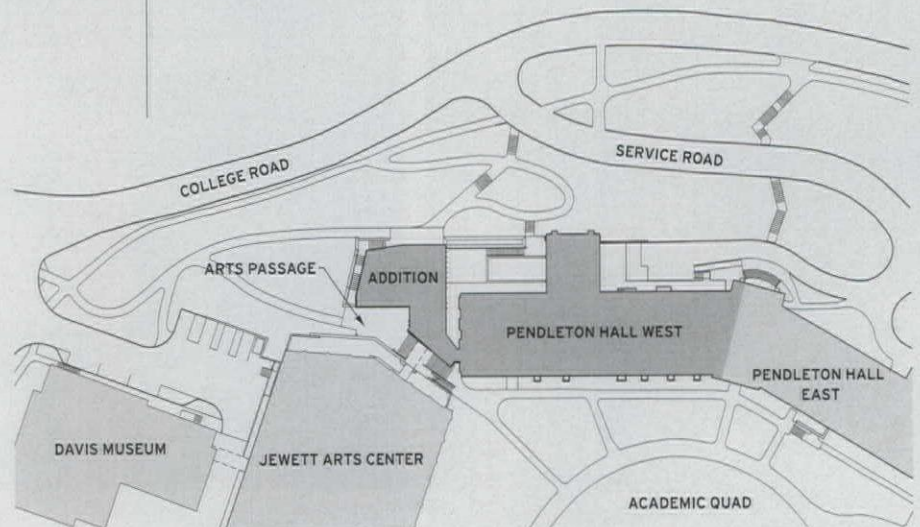 COLLEGE ROAD
SERVICE ROAD
ARTS PASSAGE
ADDITION
PENDLETON HALL WEST
PENDLETON HALL
EAST
DAVIS MUSEUM
JEWETT ARTS CENTER
ACADEMIC QUAD